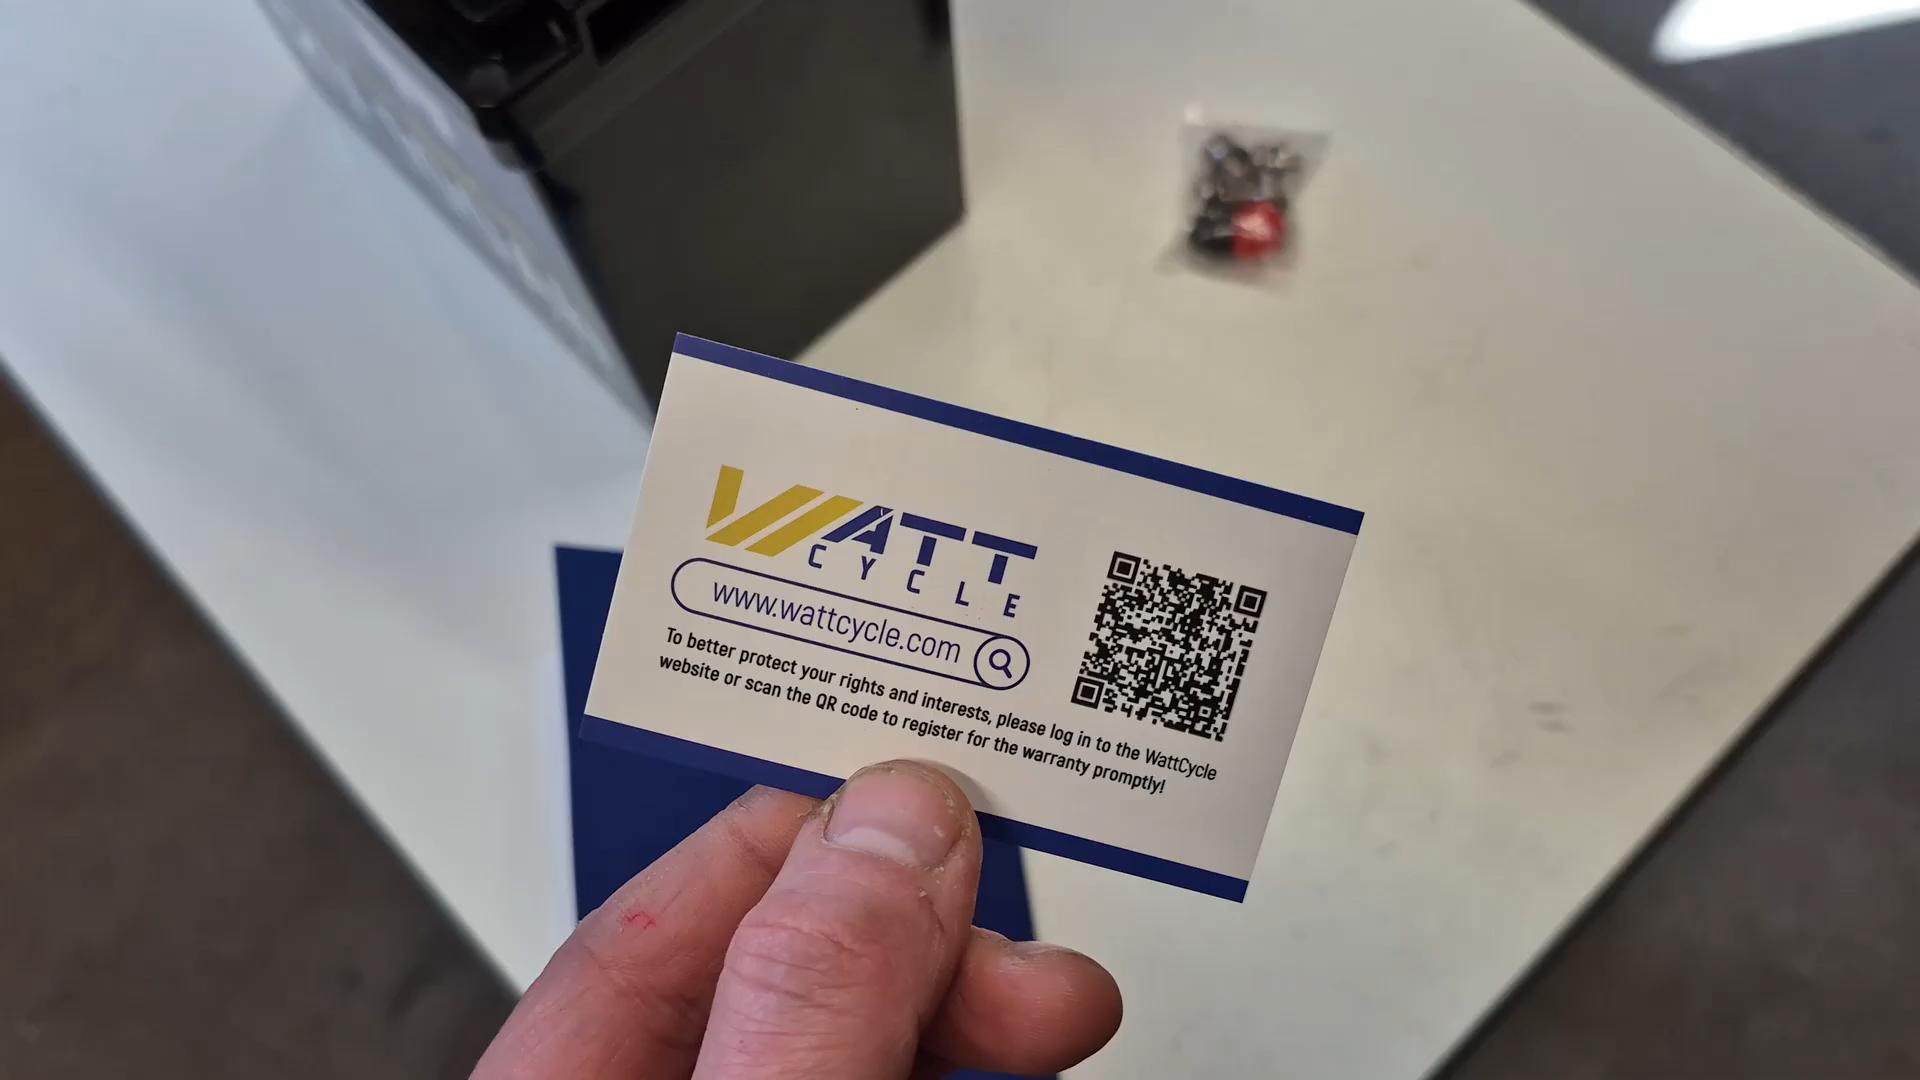 WATT
CYCLE
www.wattcycle.com
To better protect your rights and interests, please log in to the WattCycle
website or scan the QR code to register for the warranty promptly!